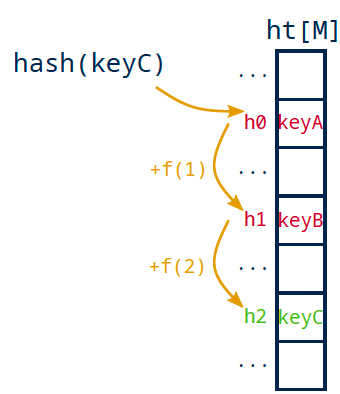 ht[M]
hash(keyC)
...
h0 keyA
+f(1) ...
h1 keyB
+f(2) ...
h2 keyC
...